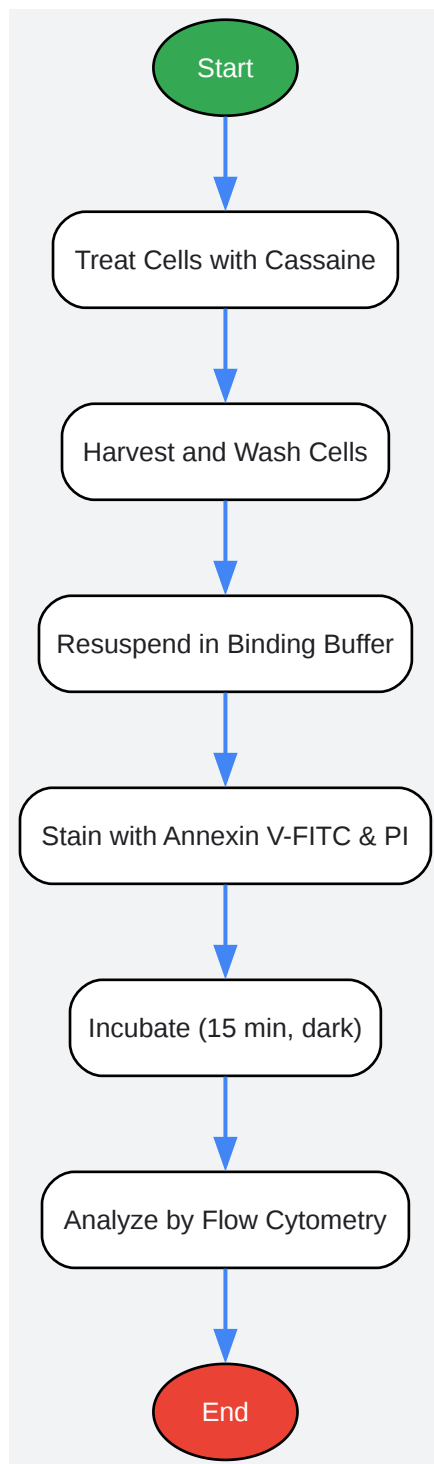 Start
Treat Cells with Cassaine
Harvest and Wash Cells
Resuspend in Binding Buffer
Stain with Annexin V-FITC & PI
Incubate (15 min, dark)
Analyze by Flow Cytometry
End